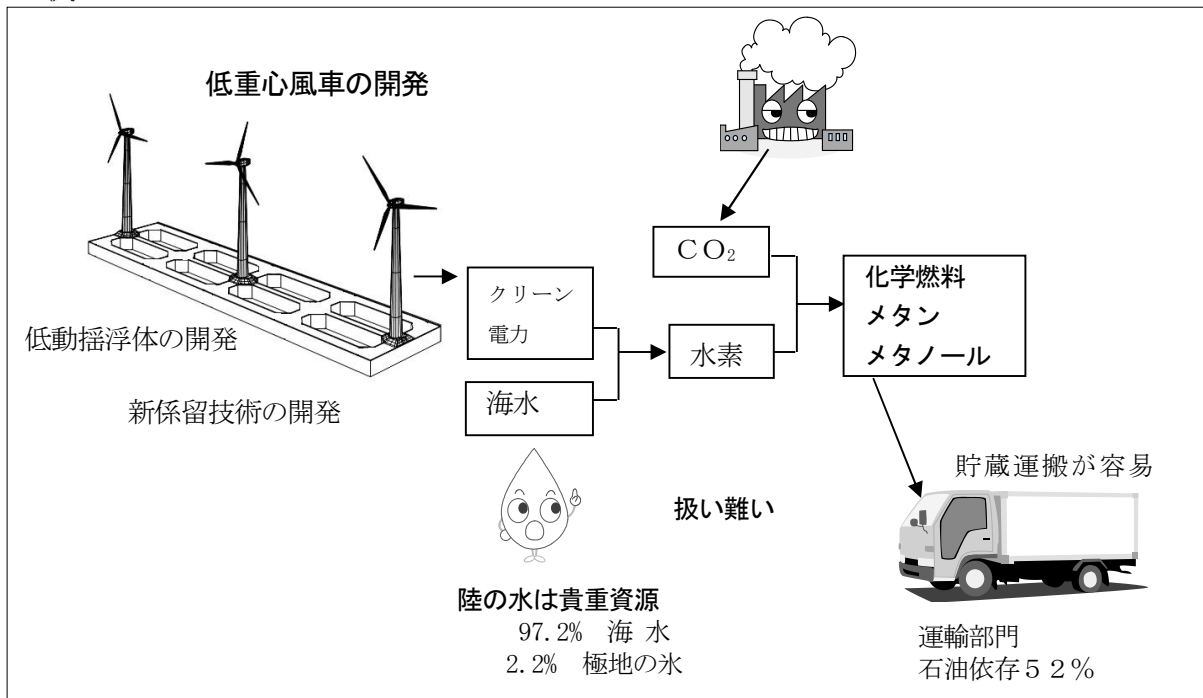 低重心風車の開発
低動揺浮体の開発
新係留技術の開発
クリーン
電力
海水
CO₂
水素
化学燃料
メタン
メタノール
扱い難い
貯蔵運搬が容易
陸の水は貴重資源
97.2% 海 水
2.2% 極地の氷
運輸部門
石油依存52%